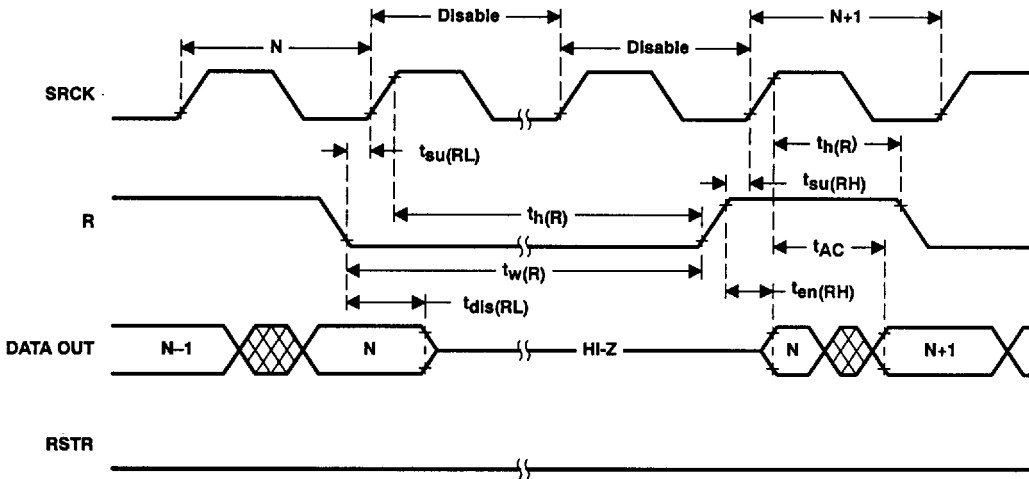 Disable
N
Disable
N+1
SRCK
tsu(RL)
th(R)
tsu(RH)
R
th(R)
tw(R)
tAC
ten(RH)
tdis(RL)
DATA OUT
N–1
N
HI-Z
N
N+1
RSTR